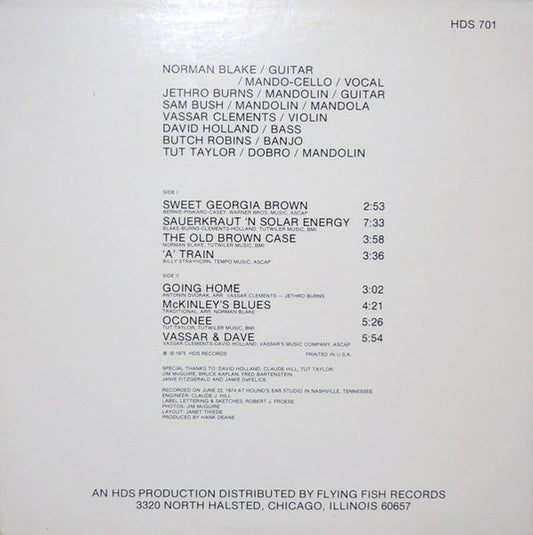 HDS 701
NORMAN BLAKE / GUITAR
/ MANDO-CELLO / VOCAL
JETHRO BURNS / MANDOLIN / GUITAR
SAM BUSH / MANDOLIN / MANDOLA
VASSAR CLEMENTS / VIOLIN
DAVID HOLLAND / BASS
BUTCH ROBINS / BANJO
TUT TAYLOR / DOBRO / MANDOLIN
SIDE I
SWEET GEORGIA BROWN 2:53
BERNIE-PINKARD-CASEY, WARNER BROS. MUSIC, ASCAP
SAUERKRAUT 'N SOLAR ENERGY 7:33
BLAKE-BURNS-CLEMENTS-HOLLAND, TUTWILER MUSIC, BMI
THE OLD BROWN CASE 3:58
NORMAN BLAKE, TUTWILER MUSIC, BMI
'A' TRAIN 3:36
BILLY STRAYHORN, TEMPO MUSIC, ASCAP
SIDE II
GOING HOME 3:02
ANTONIN DVORAK, ARR. VASSAR CLEMENTS — JETHRO BURNS
McKINLEY'S BLUES 4:21
TRADITIONAL, ARR. NORMAN BLAKE
OCONEE 5:26
TUT TAYLOR, TUTWILER MUSIC, BMI
VASSAR & DAVE 5:54
VASSAR CLEMENTS-DAVID HOLLAND, VASSAR'S MUSIC COMPANY, ASCAP
℗ © 1975 HDS RECORDS PRINTED IN U.S.A.
SPECIAL THANKS TO: DAVID HOLLAND, CLAUDE HILL, TUT TAYLOR,
JIM McGUIRE, BRUCE KAPLAN, FRED BARTENSTEIN,
JANIE FITZGERALD AND JAMIE DeFELICE.
RECORDED ON JUNE 22, 1974 AT HOUND'S EAR STUDIO IN NASHVILLE, TENNESSEE
ENGINEER: CLAUDE J. HILL
LABEL LETTERING & SKETCHES: ROBERT J. FROESE
PHOTOS: JIM McGUIRE
LAYOUT: JANET THIEDE
PRODUCED BY HANK DEANE
AN HDS PRODUCTION DISTRIBUTED BY FLYING FISH RECORDS
3320 NORTH HALSTED, CHICAGO, ILLINOIS 60657